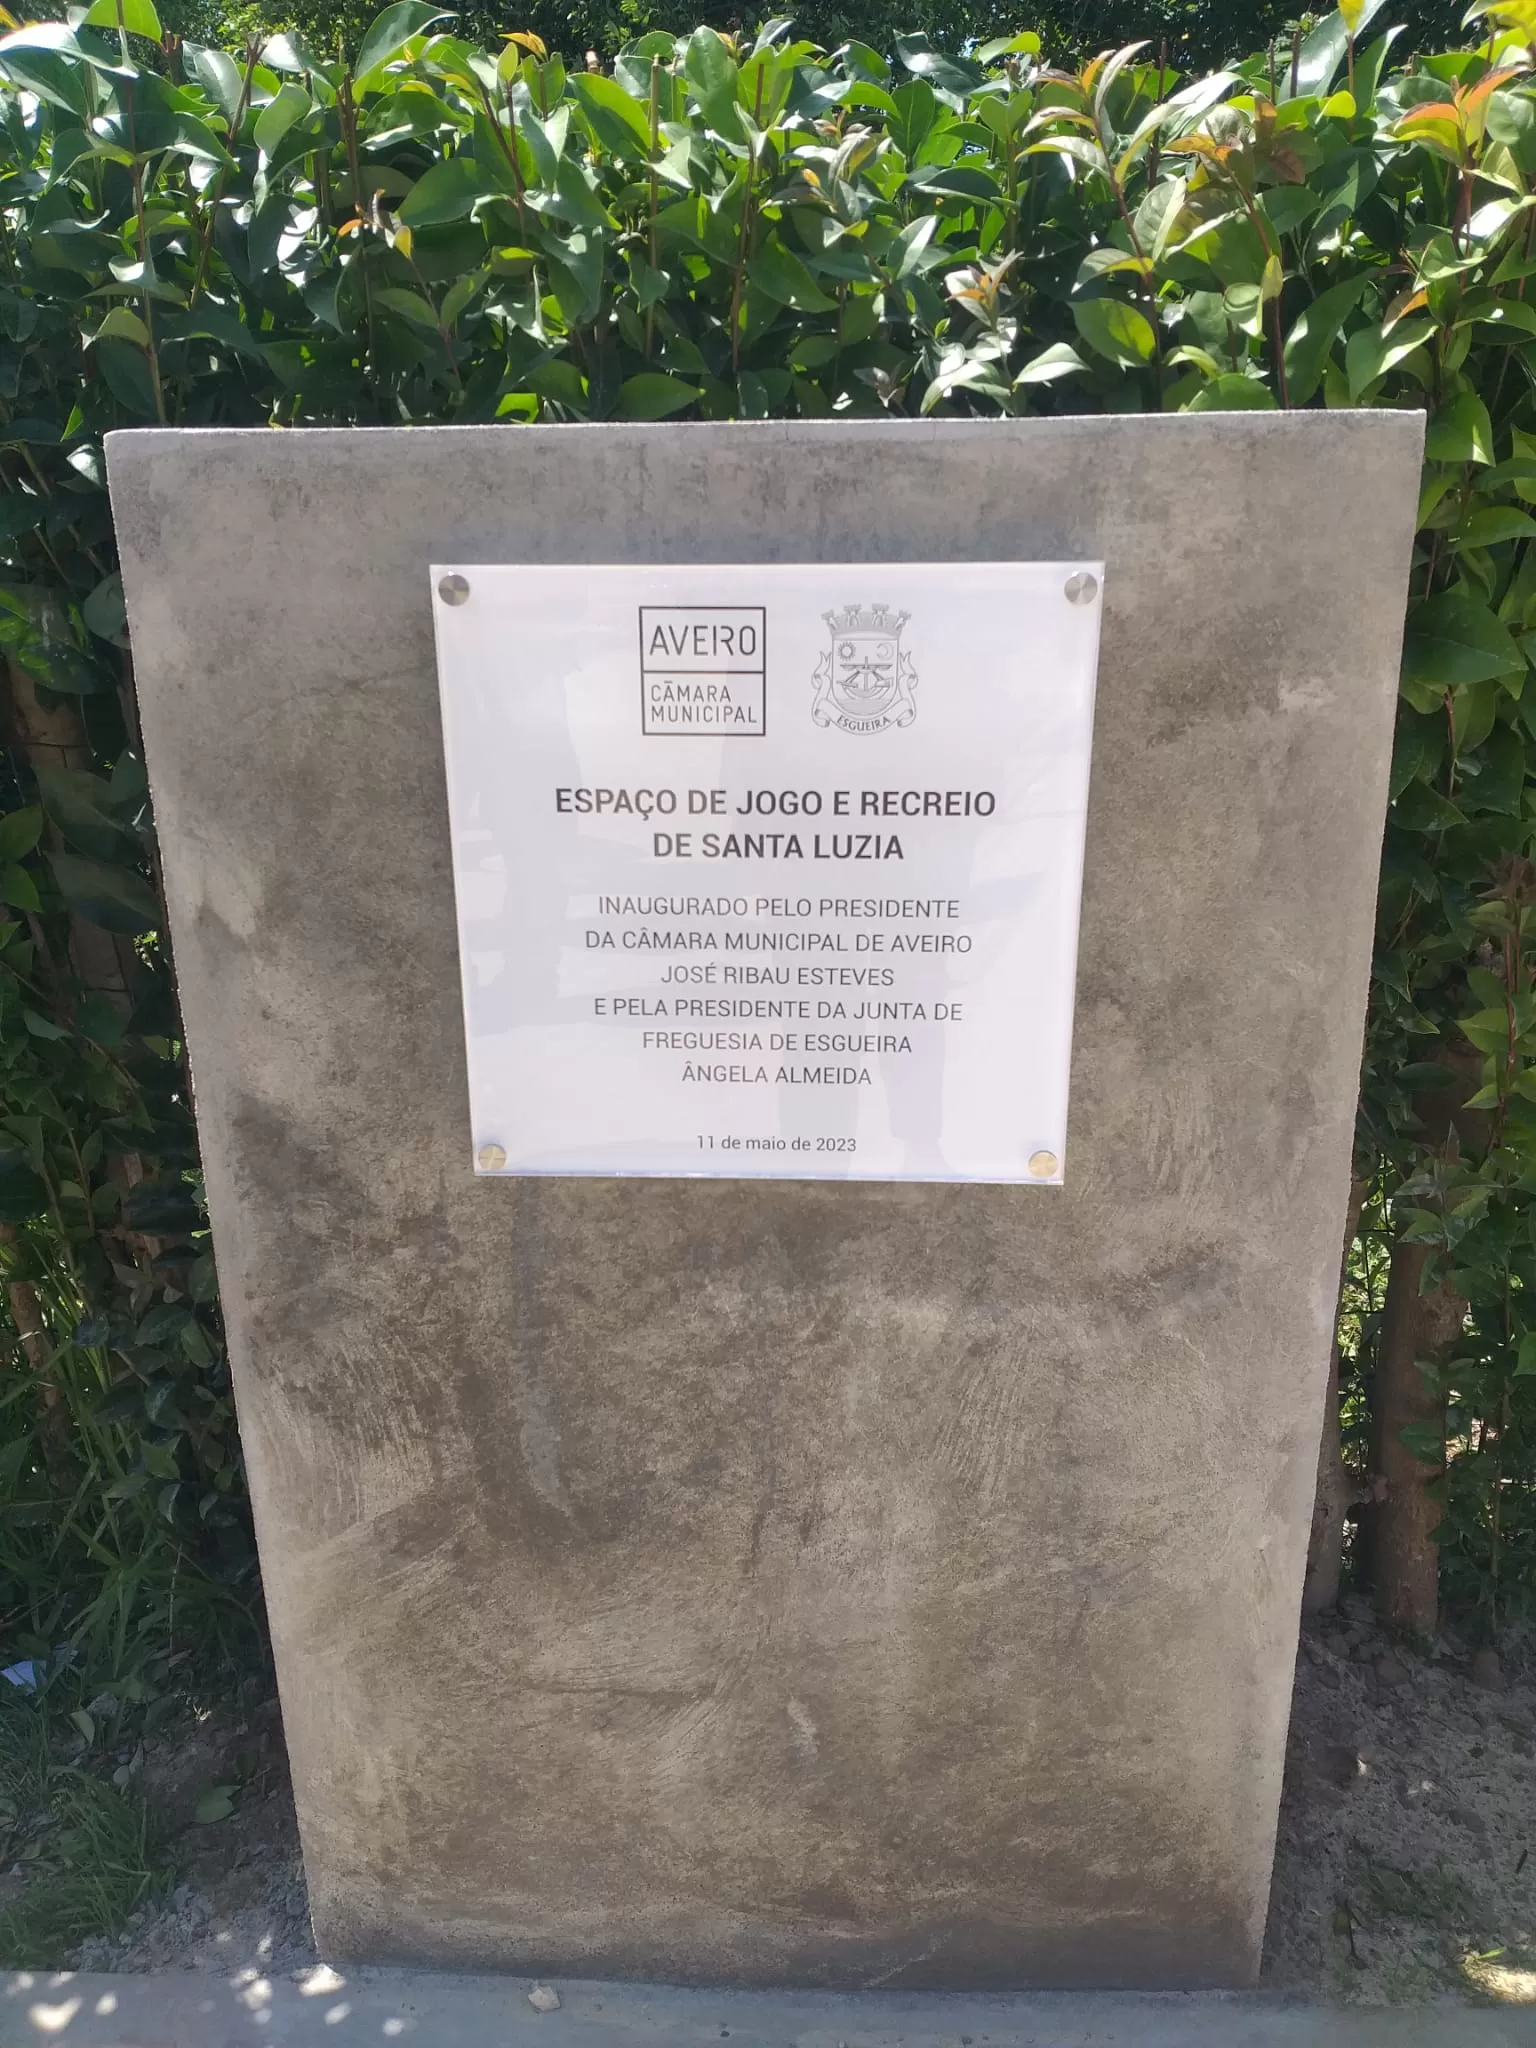 AVEIRO
CÂMARA
MUNICIPAL
ESGUEIRA
ESPAÇO DE JOGO E RECREIO
DE SANTA LUZIA
INAUGURADO PELO PRESIDENTE
DA CÂMARA MUNICIPAL DE AVEIRO
JOSÉ RIBAU ESTEVES
E PELA PRESIDENTE DA JUNTA DE
FREGUESIA DE ESGUEIRA
ÂNGELA ALMEIDA
11 de maio de 2023